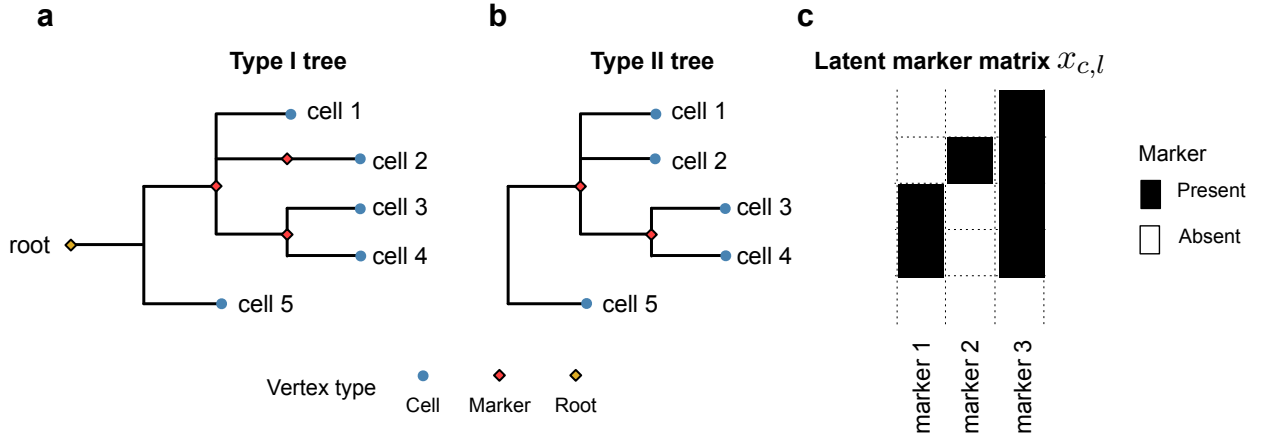 a
b
c
Type I tree
Type II tree
Latent marker matrix x_{c,l}
cell 1
cell 2
cell 3
cell 4
cell 5
root
cell 1
cell 2
cell 3
cell 4
cell 5
Marker
Present
Absent
marker 1
marker 2
marker 3
Vertex type
Cell
Marker
Root